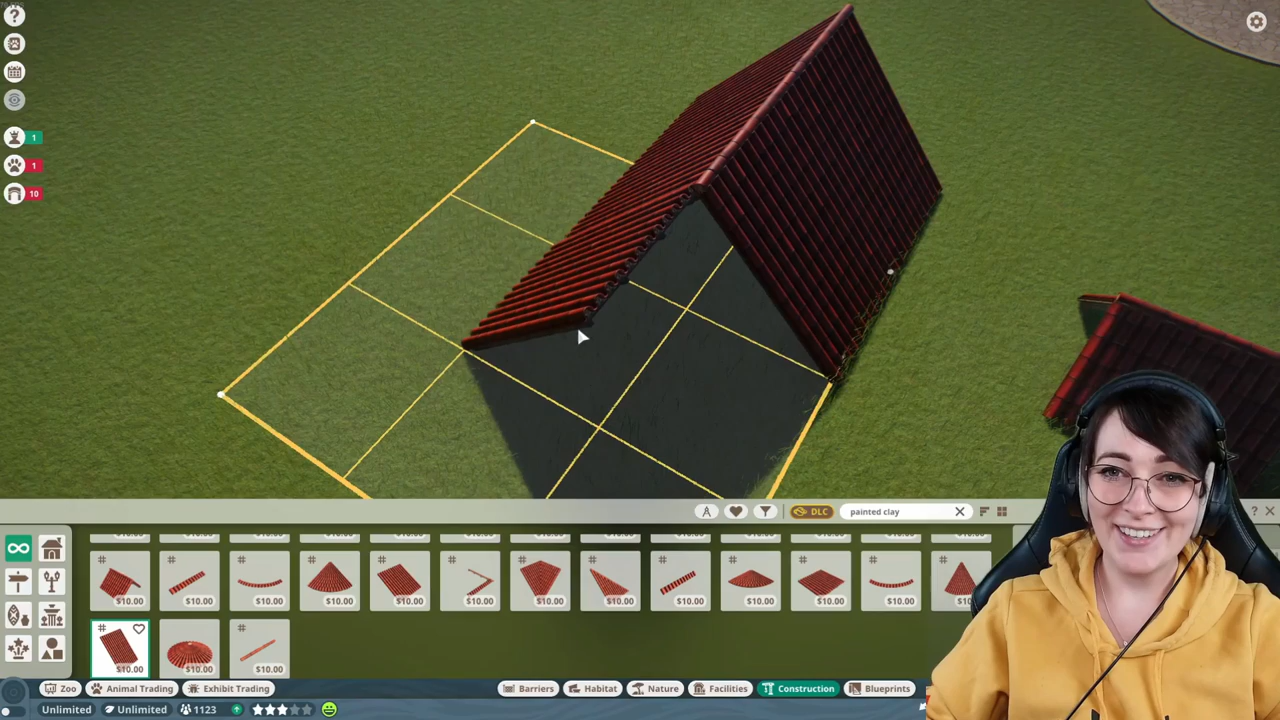 ?
1
1
10
DLC
painted clay
?
# $10.00 # $10.00 # $10.00 # $10.00 # $10.00 # $10.00 # $10.00 # $10.00 # $10.00 # $10.00 # $10.00 # $10.00 #
# $10.00 $10.00 # $10.00
Zoo Animal Trading Exhibit Trading Barriers Habitat Nature Facilities Construction Blueprints
Unlimited Unlimited 1123